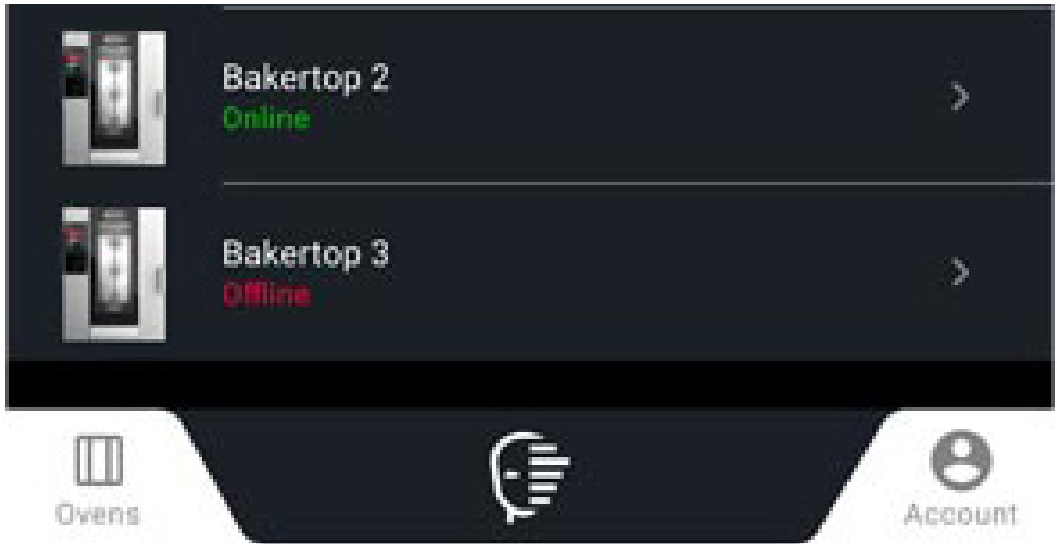 Bakertop 2
Online
Bakertop 3
Offline
Ovens
Account